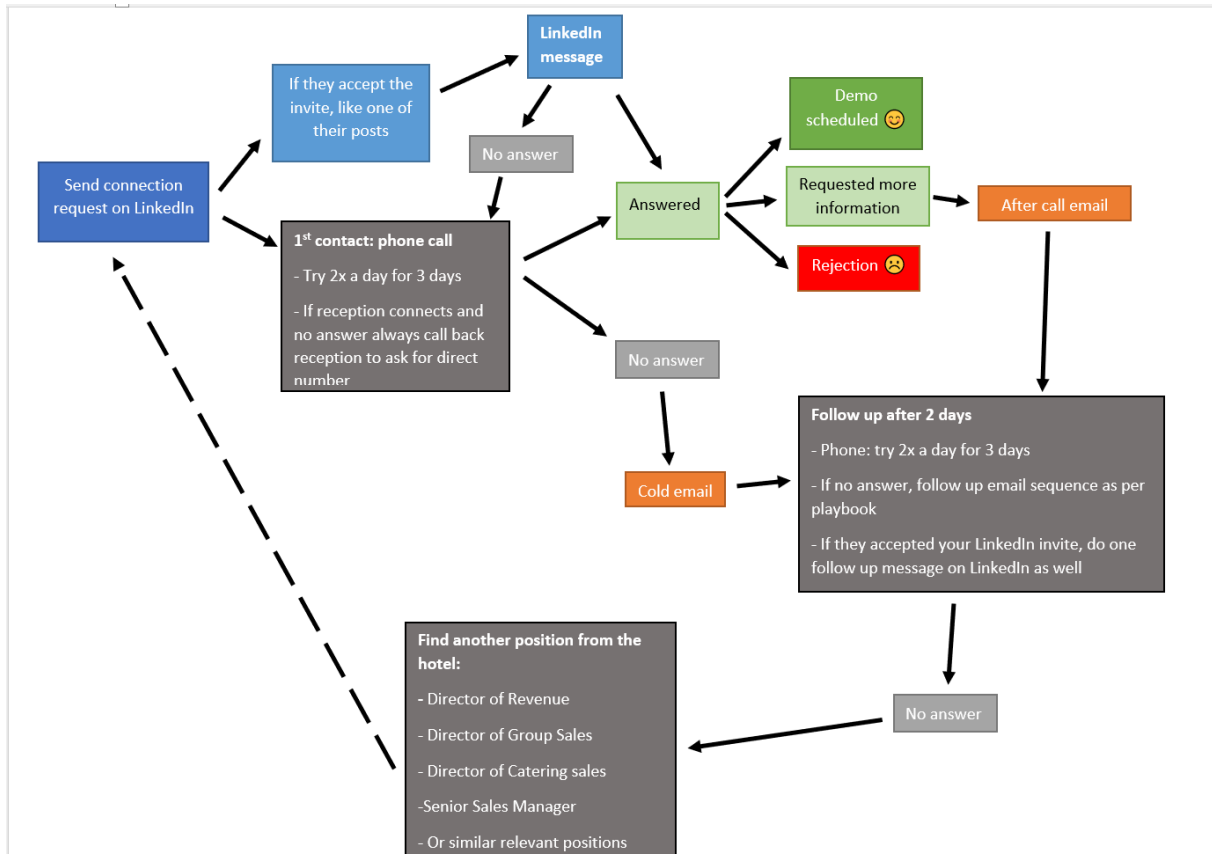 LinkedIn
message
If they accept the
invite, like one of
their posts
Demo
scheduled 😊
No answer
Send connection
request on LinkedIn
Answered
Requested more
information
After call email
1st contact: phone call
- Try 2x a day for 3 days
- If reception connects and
no answer always call back
reception to ask for direct
number
Rejection ☹
No answer
Cold email
Follow up after 2 days
- Phone: try 2x a day for 3 days
- If no answer, follow up email sequence as per
playbook
- If they accepted your LinkedIn invite, do one
follow up message on LinkedIn as well
No answer
Find another position from the
hotel:
- Director of Revenue
- Director of Group Sales
- Director of Catering sales
-Senior Sales Manager
- Or similar relevant positions